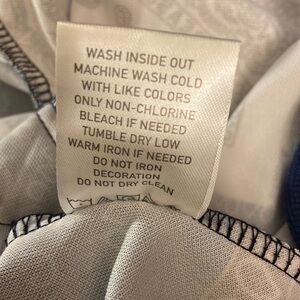 WASH INSIDE OUT
MACHINE WASH COLD
WITH LIKE COLORS
ONLY NON-CHLORINE
BLEACH IF NEEDED
TUMBLE DRY LOW
WARM IRON IF NEEDED
DO NOT IRON
DECORATION
DO NOT DRY CLEAN